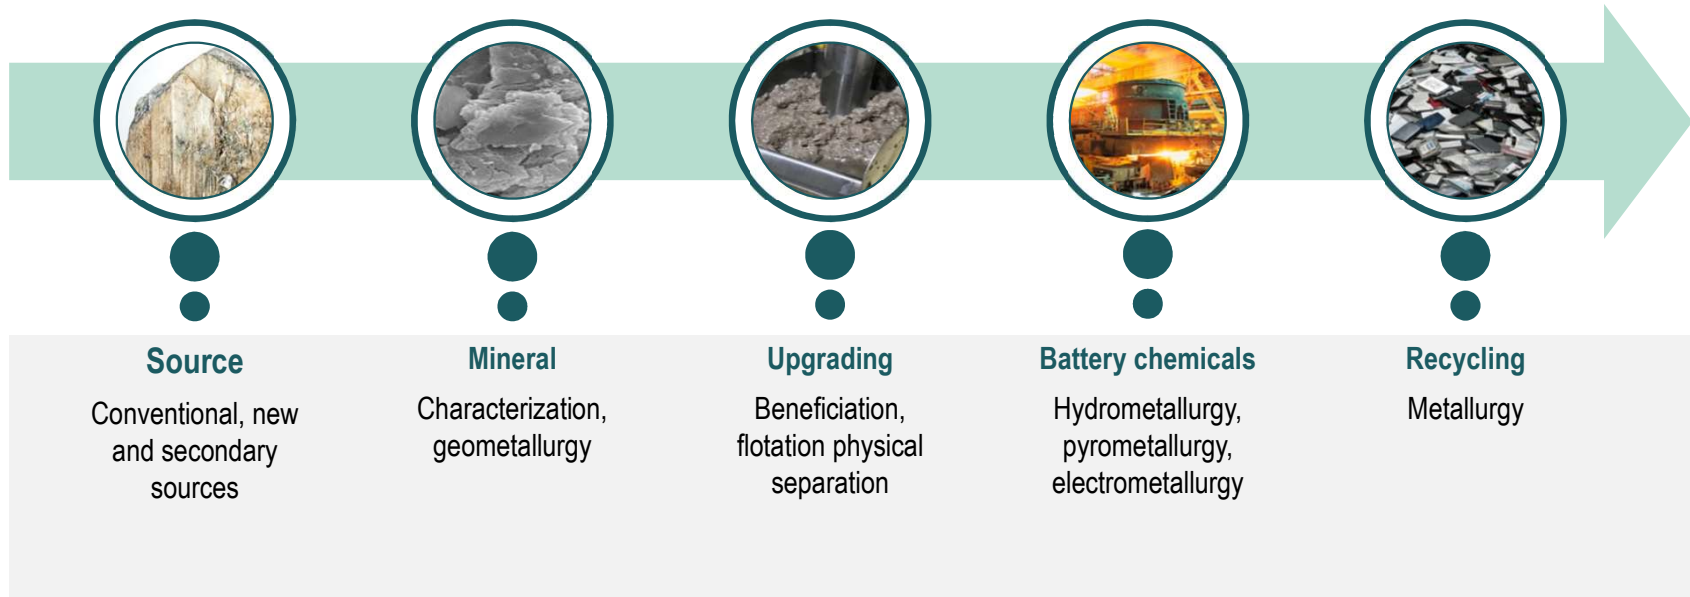 Source
Conventional, new
and secondary
sources
Mineral
Characterization,
geometallurgy
Upgrading
Beneficiation,
flotation physical
separation
Battery chemicals
Hydrometallurgy,
pyrometallurgy,
electrometallurgy
Recycling
Metallurgy